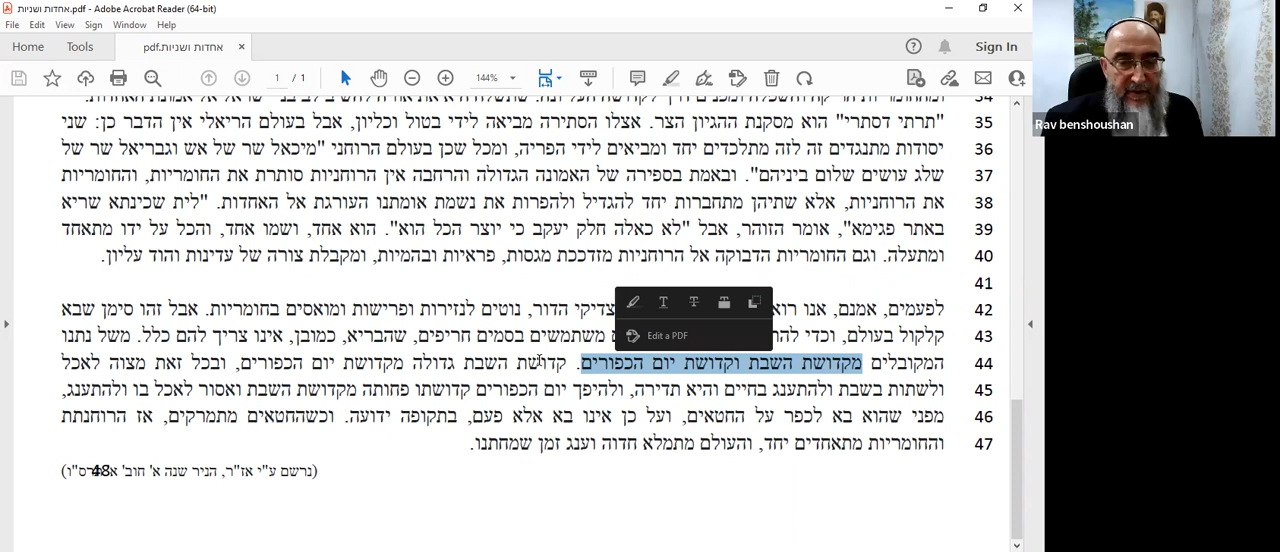 אחדות ושניות.pdf - Adobe Acrobat Reader (64-bit)
File Edit View Sign Window Help
Home Tools אחדות ושניות.pdf × Sign In
1 / 1 144%
Rav benshoushan
34
"תרתי דסתרי" הוא מסקנת ההגיון הצר. אצלו הסתירה מביאה לידי בטול וכליון, אבל בעולם הריאלי אין הדבר כן: שני 35
יסודות מתנגדים זה לזה מתלכדים יחד ומביאים לידי הפריה, ומכל שכן בעולם הרוחני "מיכאל שר של אש וגבריאל שר של 36
שלג עושים שלום ביניהם". ובאמת בספירה של האמונה הגדולה והרחבה אין הרוחניות סותרת את החומריות, והחומריות 37
את הרוחניות, אלא שתיהן מתחברות יחד להגדיל ולהפרות את נשמת אומתנו העורגת אל האחדות. "לית שכינתא שריא 38
באתר פגימא", אומר הזוהר, אבל "לא כאלה חלק יעקב כי יוצר הכל הוא". הוא אחד, ושמו אחד, והכל על ידו מתאחד 39
ומתעלה. וגם החומריות הדבוקה אל הרוחניות מזדככת מגסות, פראיות ובהמיות, ומקבלת צורה של עדינות והוד עליון. 40
41
לפעמים, אמנם, אנו צדיקי הדור, נוטים לנזירות ופרישות ומואסים בחומריות. אבל זהו סימן שבא 42
קלקול בעולם, וכדי משתמשים בסמים חריפים, שהבריא, כמובן, אינו צריך להם כלל. משל נתנו 43
המקובלים מקדושת השבת וקדושת יום הכפורים. קדושת השבת גדולה מקדושת יום הכפורים, ובכל זאת מצוה לאכל 44
ולשתות בשבת ולהתענג בחיים והיא תדירה, ולהיפך יום הכפורים קדושתו פחותה מקדושת השבת ואסור לאכל בו ולהתענג, 45
מפני שהוא בא לכפר על החטאים, ועל כן אינו בא אלא פעם, בתקופה ידועה. וכשהחטאים מתמרקים, אז הרוחנתת 46
והחומריות מתאחדים יחד, והעולם מתמלא חדוה וענג זמן שמחתנו. 47
(נרשם ע"י אז"ר, הניר שנה א' חוב' 48
Edit a PDF